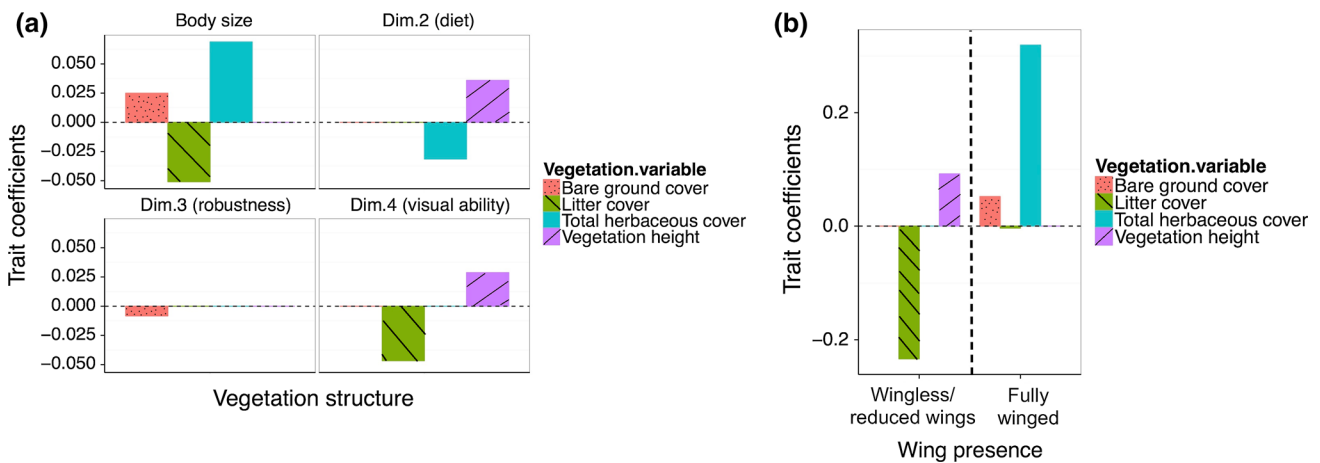 (a)
Body size
Dim.2 (diet)
0.050
0.025
0.000
−0.025
−0.050
Dim.3 (robustness)
Dim.4 (visual ability)
0.050
0.025
0.000
−0.025
−0.050
Trait coefficients
Vegetation structure
Vegetation.variable
Bare ground cover
Litter cover
Total herbaceous cover
Vegetation height
(b)
0.2
0.0
−0.2
Trait coefficients
Wingless/
reduced wings
Fully
winged
Wing presence
Vegetation.variable
Bare ground cover
Litter cover
Total herbaceous cover
Vegetation height